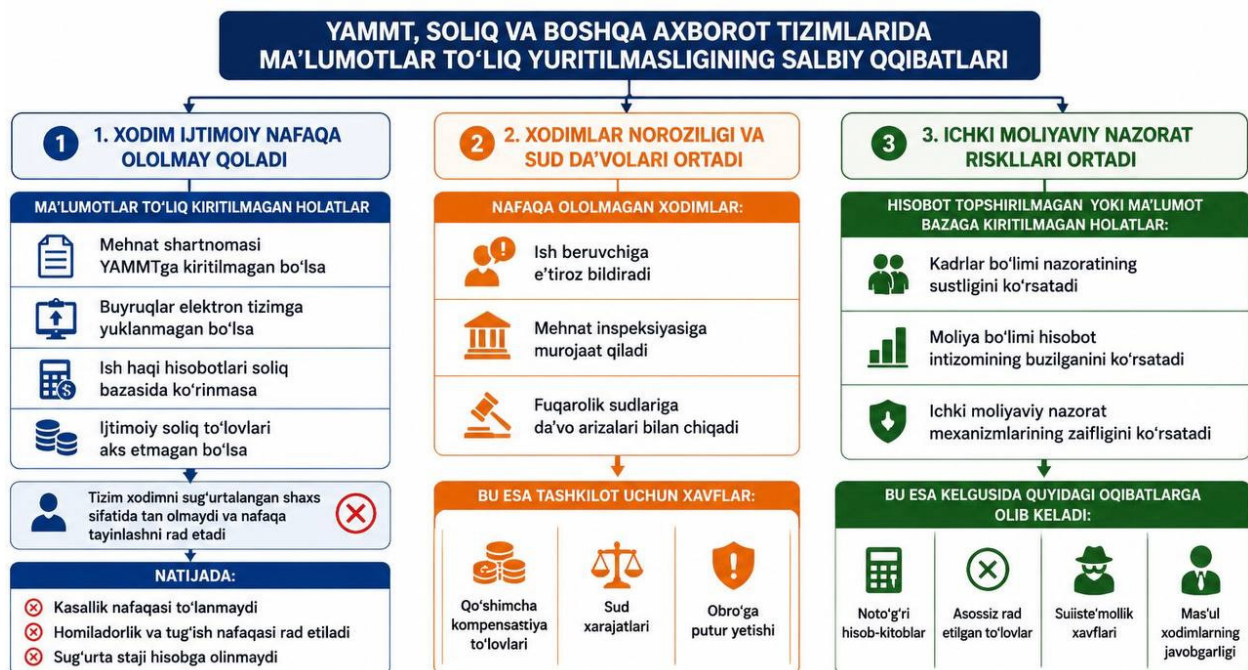 YAMMT, SOLIQ VA BOSHQA AXBOROT TIZIMLARIDA
MA’LUMOTLAR TO‘LIQ YURITILMASLIGINING SALBIY QQIBATLARI
1
1. XODIM IJTIMOIY NAFAQA
OLOLMAY QOLADI
MA’LUMOTLAR TO‘LIQ KIRITILMAGAN HOLATLAR
Mehnat shartnomasi
YAMMTga kiritilmagan bo‘lsa
Buyruqlar elektron tizimga
yuklanmagan bo‘lsa
Ish haqi hisobotlari soliq
bazasida ko‘rinmasa
Ijtimoiy soliq to‘lovlari
aks etmagan bo‘lsa
Tizim xodimni sug‘urtalangan shaxs
sifatida tan olmaydi va nafaqa
tayinlashni rad etadi
NATIJADA:
Kasallik nafaqasi to‘lanmaydi
Homiladorlik va tug‘ish nafaqasi rad etiladi
Sug‘urta staji hisobga olinmaydi
2
2. XODIMLAR NOROZILIGI VA
SUD DA’VOLARI ORTADI
NAFAQA OLOLMAGAN XODIMLAR:
Ish beruvchiga
e’tiroz bildiradi
Mehnat inspeksiyasiga
murojaat qiladi
Fuqarolik sudlariga
da’vo arizalari bilan chiqadi
BU ESA TASHKILOT UCHUN XAVFLAR:
Qo‘shimcha
kompensatsiya
to‘lovlari
Sud
xarajatlari
Obro‘ga
putur yetishi
3
3. ICHKI MOLIYAVIY NAZORAT
RISKLLARI ORTADI
HISOBOT TOPSHIRILMAGAN YOKI MA’LUMOT
BAZAGA KIRITILMAGAN HOLATLAR:
Kadrlar bo‘limi nazoratining
sustligini ko‘rsatadi
Moliya bo‘limi hisobot
intizomining buzilganini ko‘rsatadi
Ichki moliyaviy nazorat
mexanizmlarining zaifligini ko‘rsatadi
BU ESA KELGUSIDA QUYIDAGI OQIBATLARGA
OLIB KELADI:
Noto‘g‘ri
hisob-kitoblar
Asossiz rad
etilgan to‘lovlar
Suiiste’mollik
xavflari
Mas’ul
xodimlarning
javobgarligi